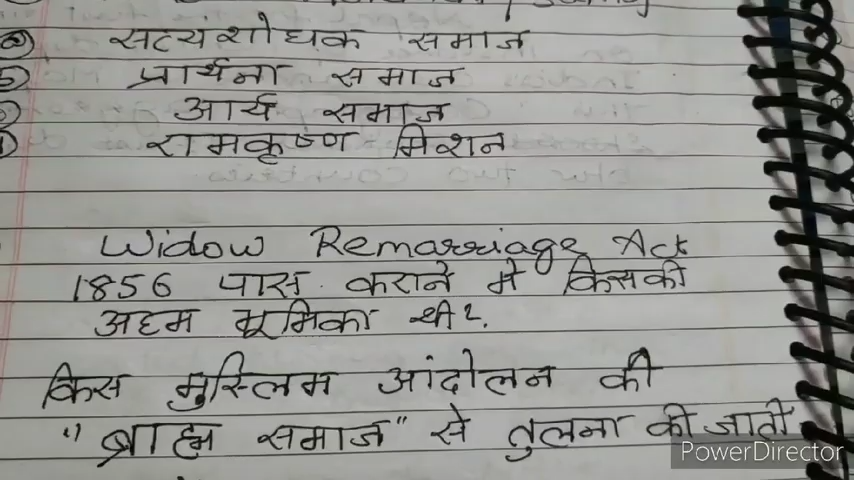 सत्यंशोधक समाज
प्रार्थना समाज
आर्य समाज
रामकृष्ण मिशन
Widow Remarriage Act
1856 पास कराने मे किसकी
अहम भूमिका थी?
किस मुस्लिम आंदोलन की
"ब्राह्म समाज" से तुलना की जाती
PowerDirector